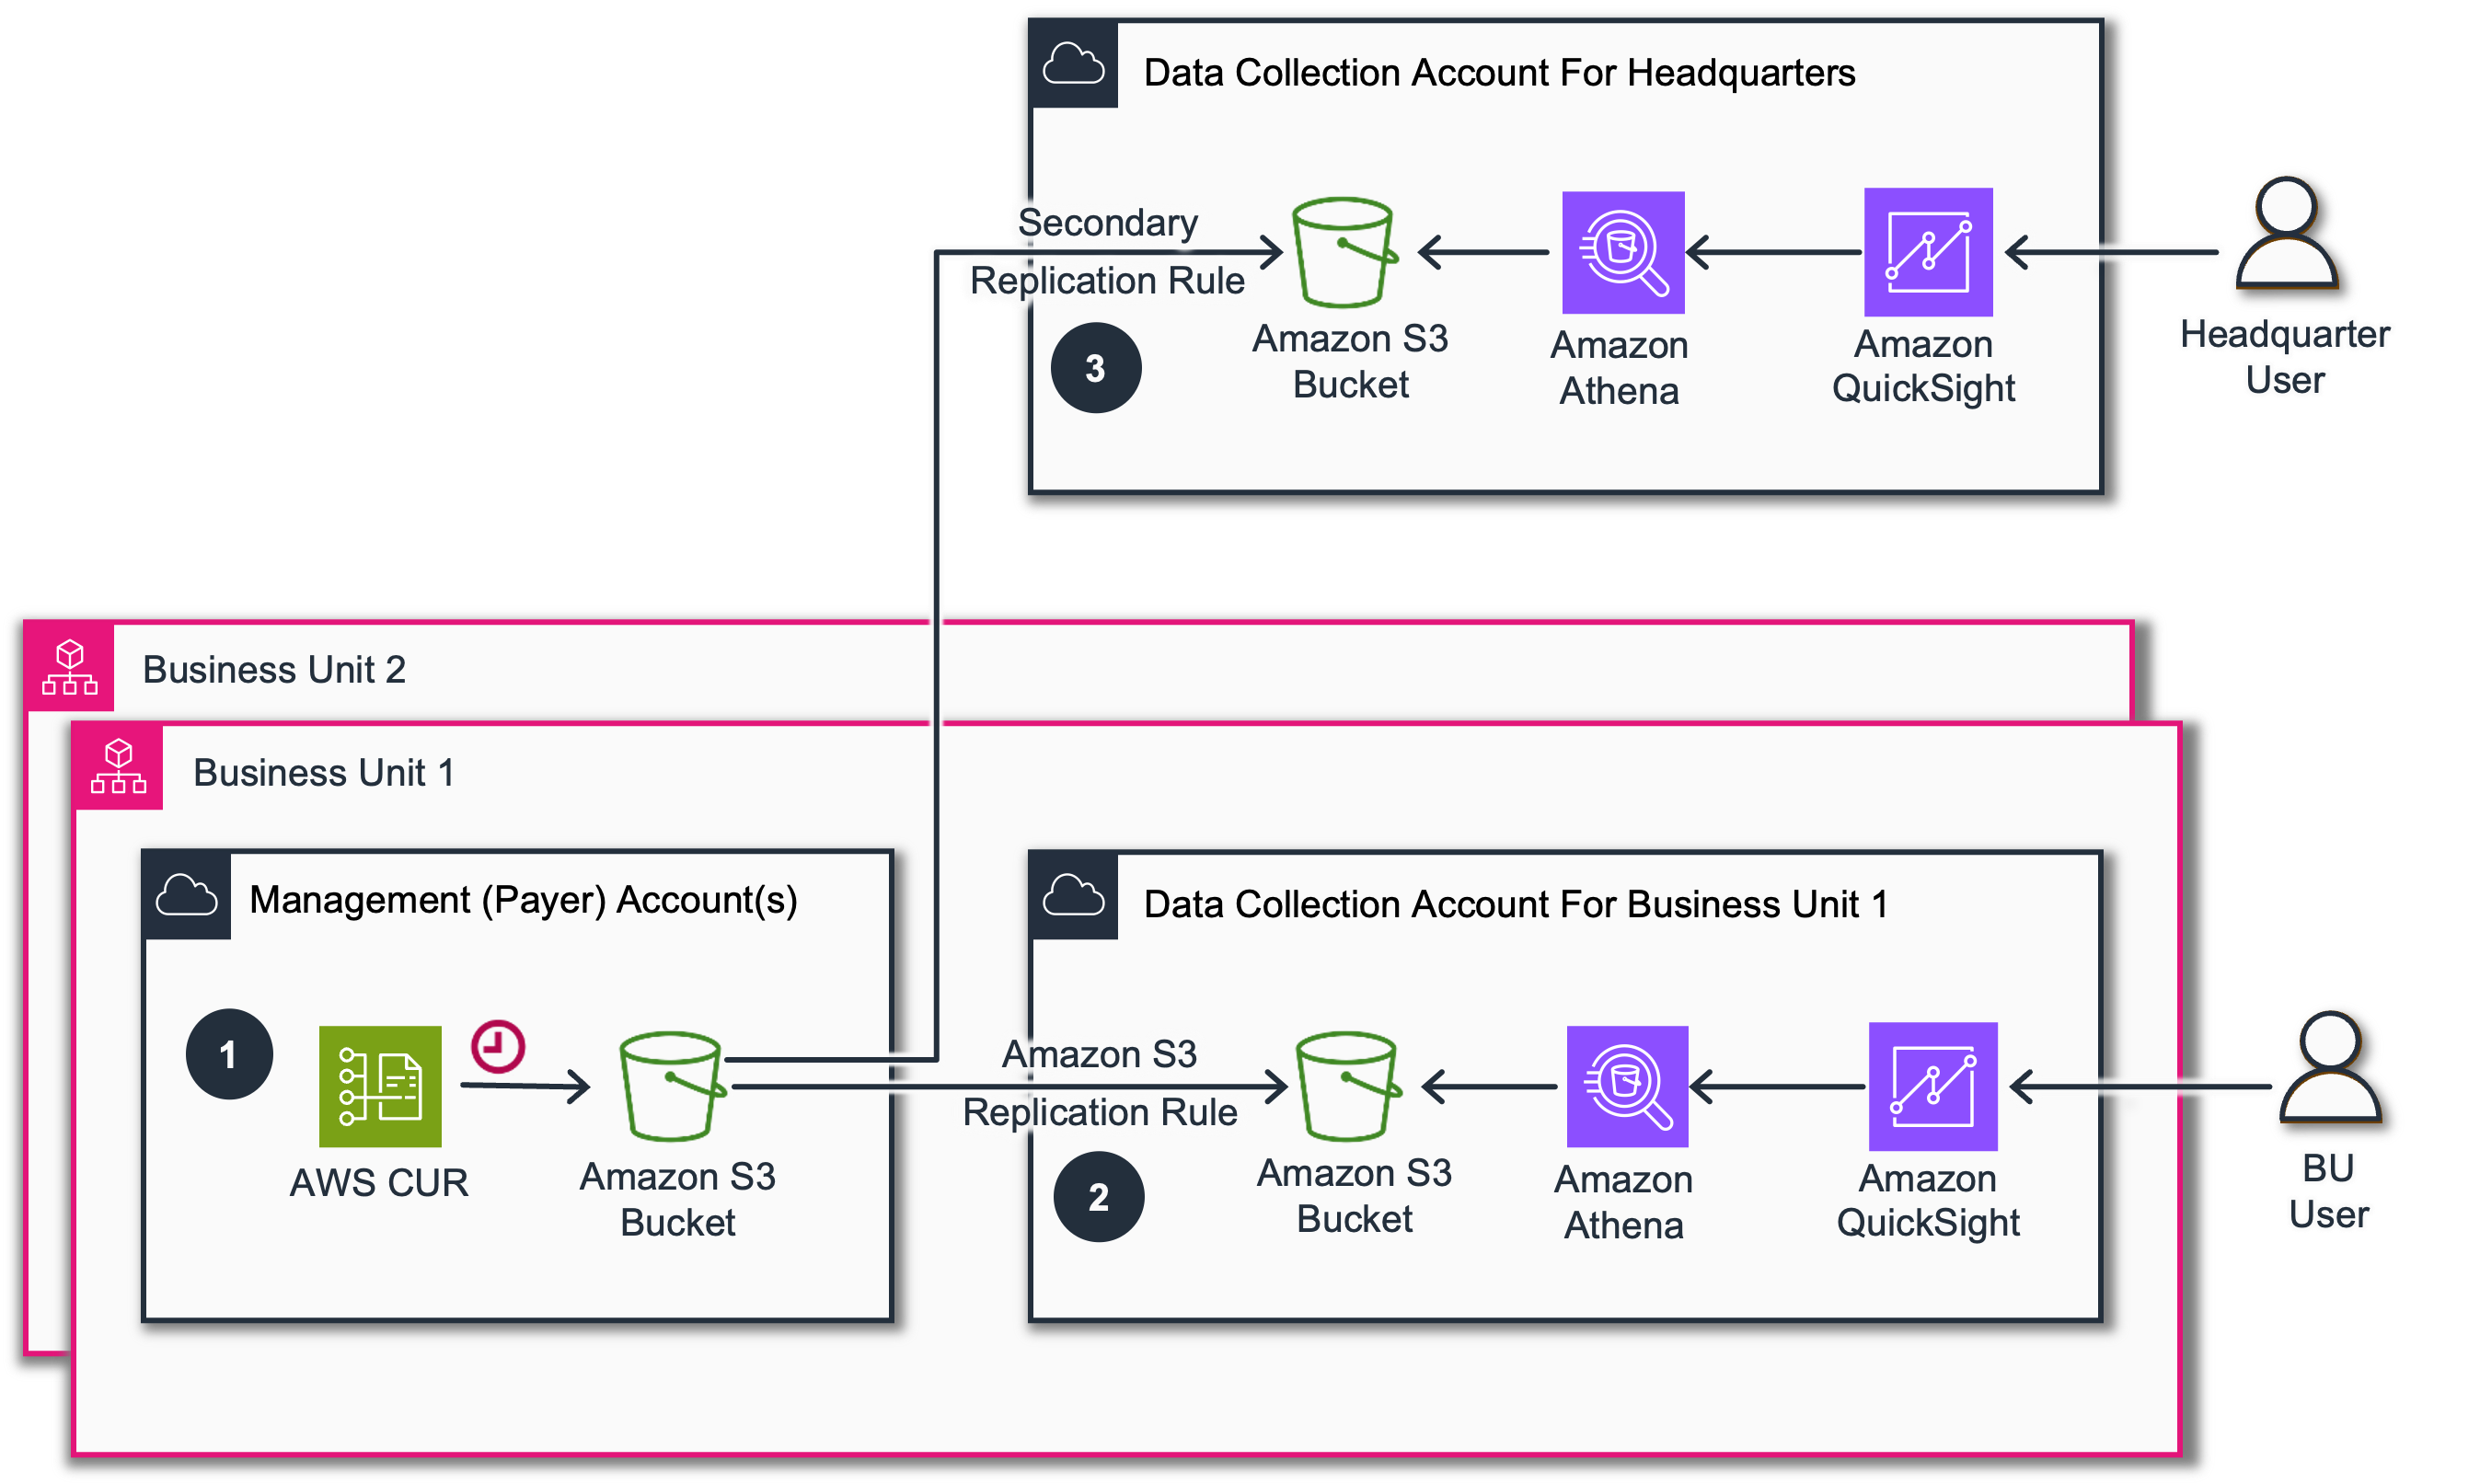 Data Collection Account For Headquarters
Secondary
Replication Rule
3
Amazon S3
Bucket
Amazon
Athena
Amazon
QuickSight
Headquarter
User
Business Unit 2
Business Unit 1
Management (Payer) Account(s)
1
AWS CUR
Amazon S3
Bucket
Data Collection Account For Business Unit 1
Amazon S3
Replication Rule
2
Amazon S3
Bucket
Amazon
Athena
Amazon
QuickSight
BU
User